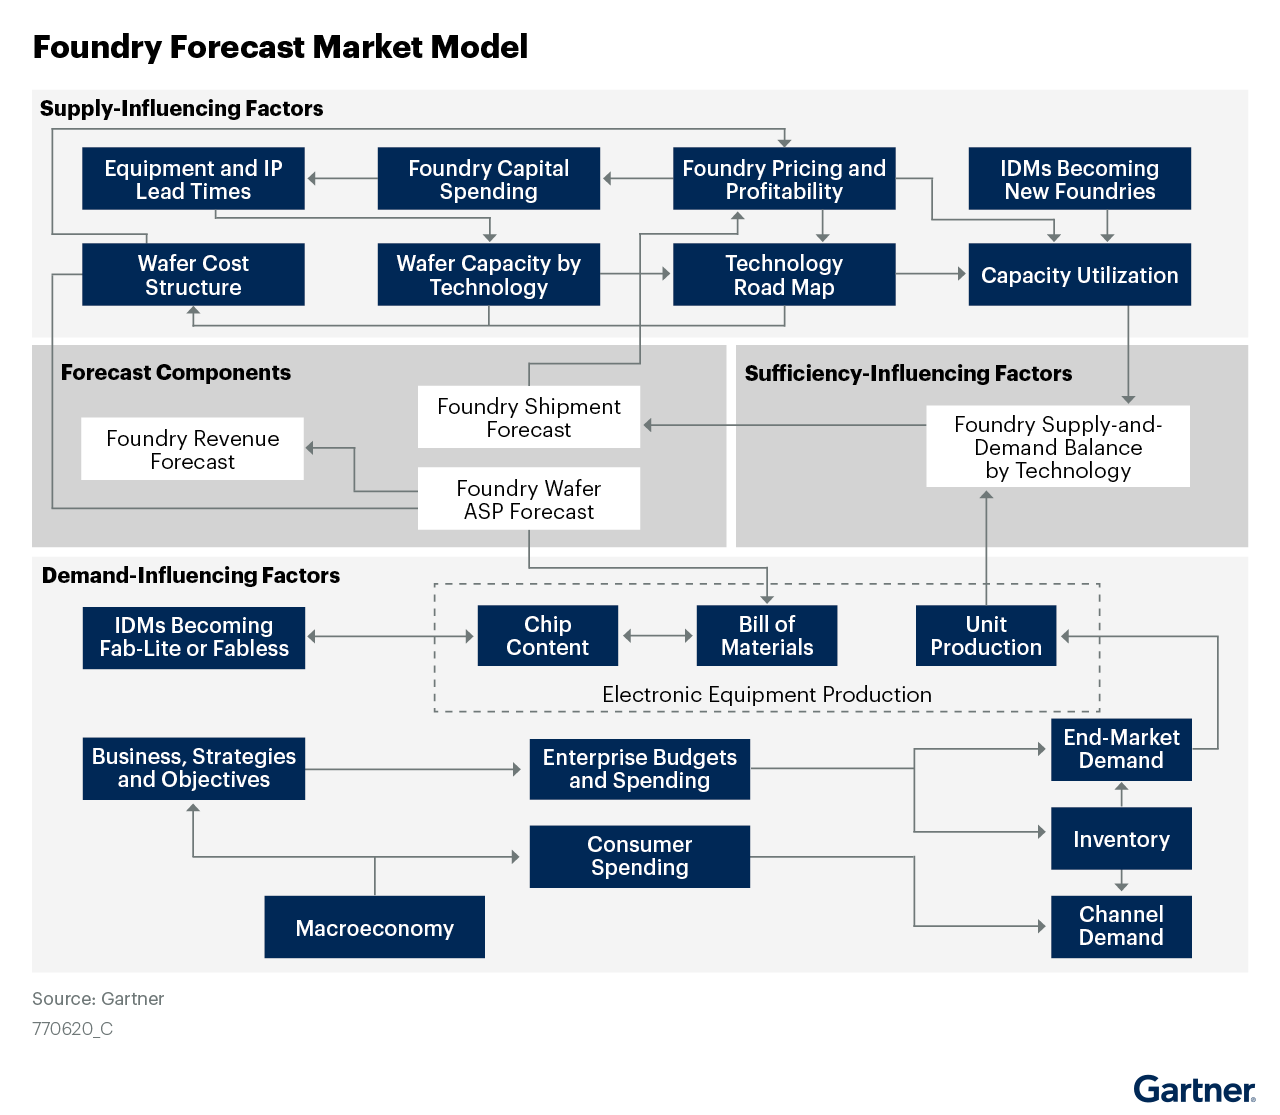 Foundry Forecast Market Model
Supply-Influencing Factors
Equipment and IP
Lead Times
Foundry Capital
Spending
Foundry Pricing and
Profitability
IDMs Becoming
New Foundries
Wafer Cost
Structure
Wafer Capacity by
Technology
Technology
Road Map
Capacity Utilization
Forecast Components
Foundry Shipment
Forecast
Foundry Revenue
Forecast
Foundry Wafer
ASP Forecast
Sufficiency-Influencing Factors
Foundry Supply-and-
Demand Balance
by Technology
Demand-Influencing Factors
IDMs Becoming
Fab-Lite or Fabless
Chip
Content
Bill of
Materials
Unit
Production
Electronic Equipment Production
Business, Strategies
and Objectives
Enterprise Budgets
and Spending
End-Market
Demand
Consumer
Spending
Inventory
Macroeconomy
Channel
Demand
Source: Gartner
770620_C
Gartner®